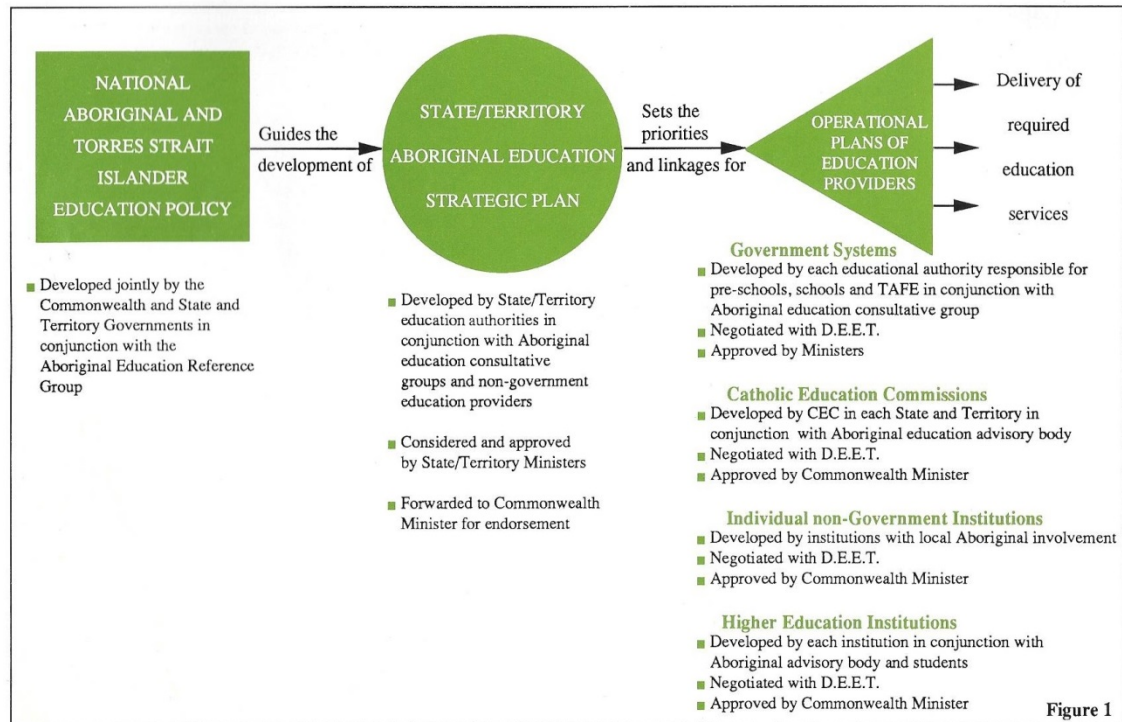 NATIONAL
ABORIGINAL AND
TORRES STRAIT
ISLANDER
EDUCATION POLICY
Guides the
development of
STATE/TERRITORY
ABORIGINAL EDUCATION
STRATEGIC PLAN
Sets the
priorities
and linkages for
OPERATIONAL
PLANS OF
EDUCATION
PROVIDERS
Delivery of
required
education
services
Developed jointly by the
Commonwealth and State and
Territory Governments in
conjunction with the
Aboriginal Education Reference
Group
Developed by State/Territory
education authorities in
conjunction with Aboriginal
education consultative
groups and non-government
education providers
Considered and approved
by State/Territory Ministers
Forwarded to Commonwealth
Minister for endorsement
Government Systems
Developed by each educational authority responsible for
pre-schools, schools and TAFE in conjunction with
Aboriginal education consultative group
Negotiated with D.E.E.T.
Approved by Ministers
Catholic Education Commissions
Developed by CEC in each State and Territory in
conjunction with Aboriginal education advisory body
Negotiated with D.E.E.T.
Approved by Commonwealth Minister
Individual non-Government Institutions
Developed by institutions with local Aboriginal involvement
Negotiated with D.E.E.T.
Approved by Commonwealth Minister
Higher Education Institutions
Developed by each institution in conjunction with
Aboriginal advisory body and students
Negotiated with D.E.E.T.
Approved by Commonwealth Minister
Figure 1